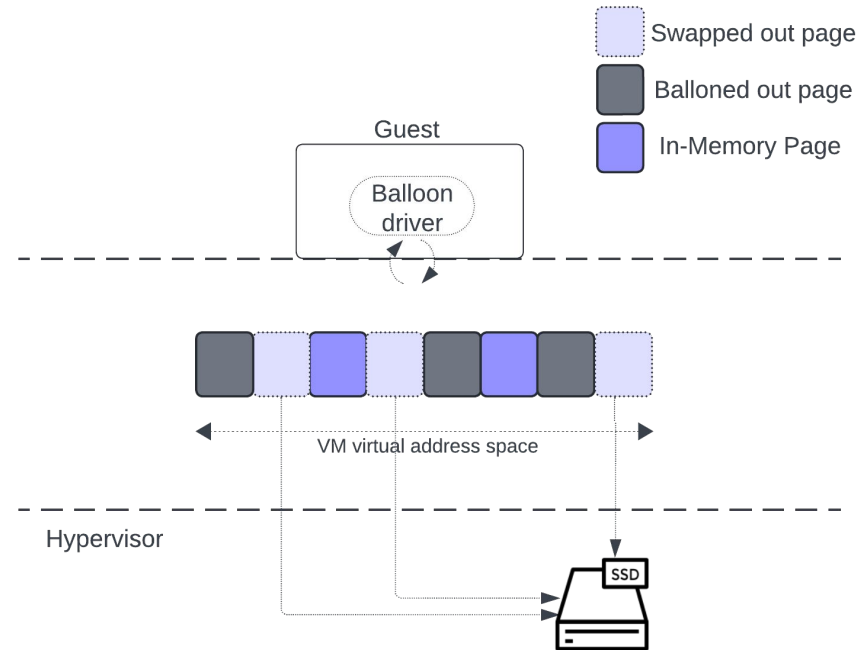 Swapped out page
Balloned out page
In-Memory Page
Guest
Balloon
driver
VM virtual address space
Hypervisor
SSD